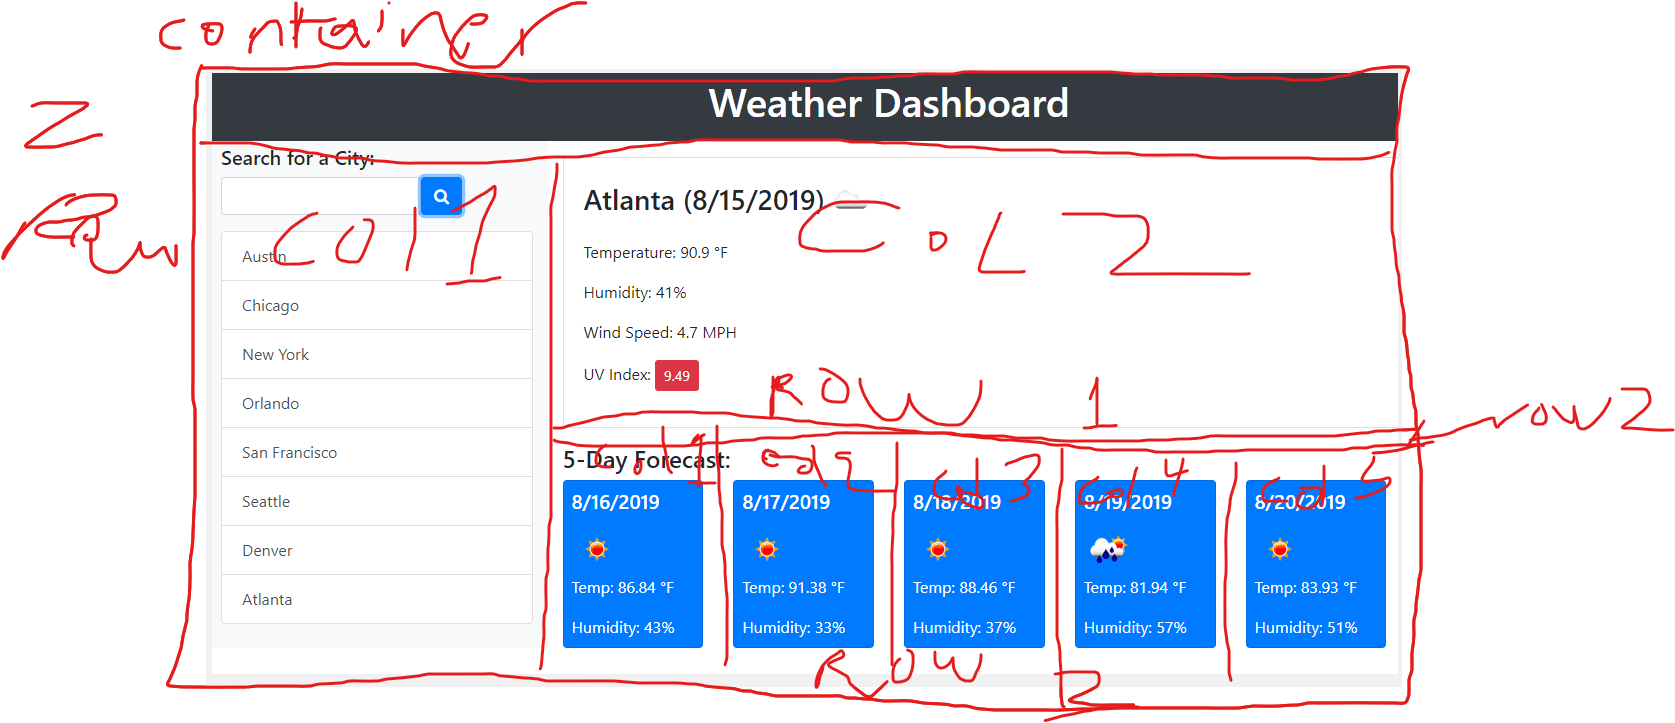 container
Weather Dashboard
2
Row
Search for a City:
col 1
Austin
Chicago
New York
Orlando
San Francisco
Seattle
Denver
Atlanta
Atlanta (8/15/2019)
Col 2
Temperature: 90.9 °F
Humidity: 41%
Wind Speed: 4.7 MPH
UV Index: 9.49
ROW 1
row 2
5-Day Forecast:
col 1 col 2 col 3 col 4 col 5
8/16/2019 8/17/2019 8/18/2019 8/19/2019 8/20/2019
Temp: 86.84 °F Temp: 91.38 °F Temp: 88.46 °F Temp: 81.94 °F Temp: 83.93 °F
Humidity: 43% Humidity: 33% Humidity: 37% Humidity: 57% Humidity: 51%
ROW 2